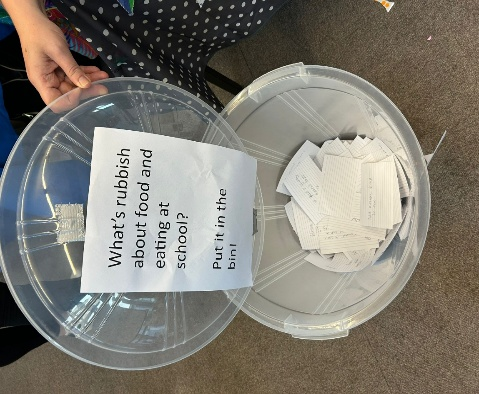 What's rubbish
about food and
eating at
school?
Put it in the
bin!